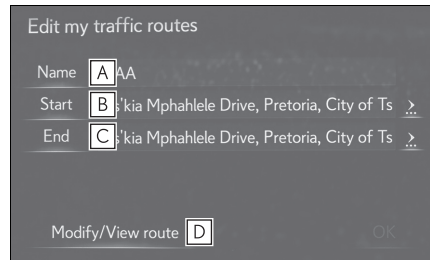 Edit my traffic routes
Name A AA
Start B s'kia Mphahlele Drive, Pretoria, City of Ts
End C s'kia Mphahlele Drive, Pretoria, City of Ts
Modify/View route D OK